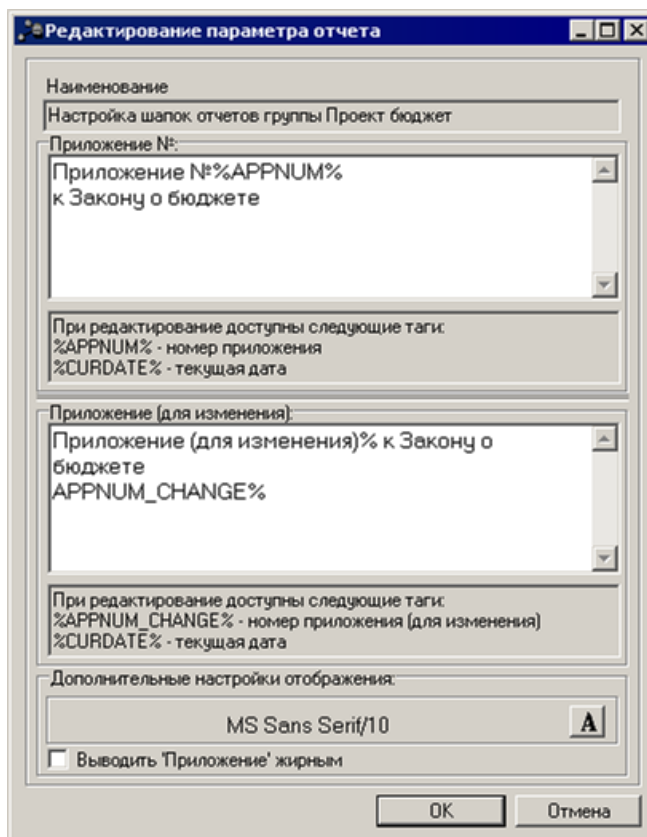 Редактирование параметра отчета
Наименование
Настройка шапок отчетов группы Проект бюджет
Приложение №:
Приложение №%APPNUM%
к Закону о бюджете
При редактирование доступны следующие таги:
%APPNUM% - номер приложения
%CURDATE% - текущая дата
Приложение (для изменения):
Приложение (для изменения)% к Закону о
бюджете
APPNUM_CHANGE%
При редактирование доступны следующие таги:
%APPNUM_CHANGE% - номер приложения (для изменения)
%CURDATE% - текущая дата
Дополнительные настройки отображения:
MS Sans Serif/10
A
Выводить 'Приложение' жирным
OK
Отмена